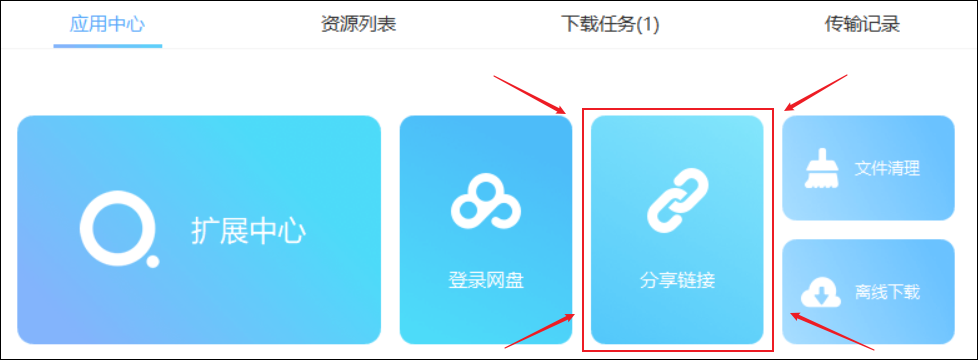 应用中心
资源列表
下载任务(1)
传输记录
扩展中心
登录网盘
分享链接
文件清理
离线下载